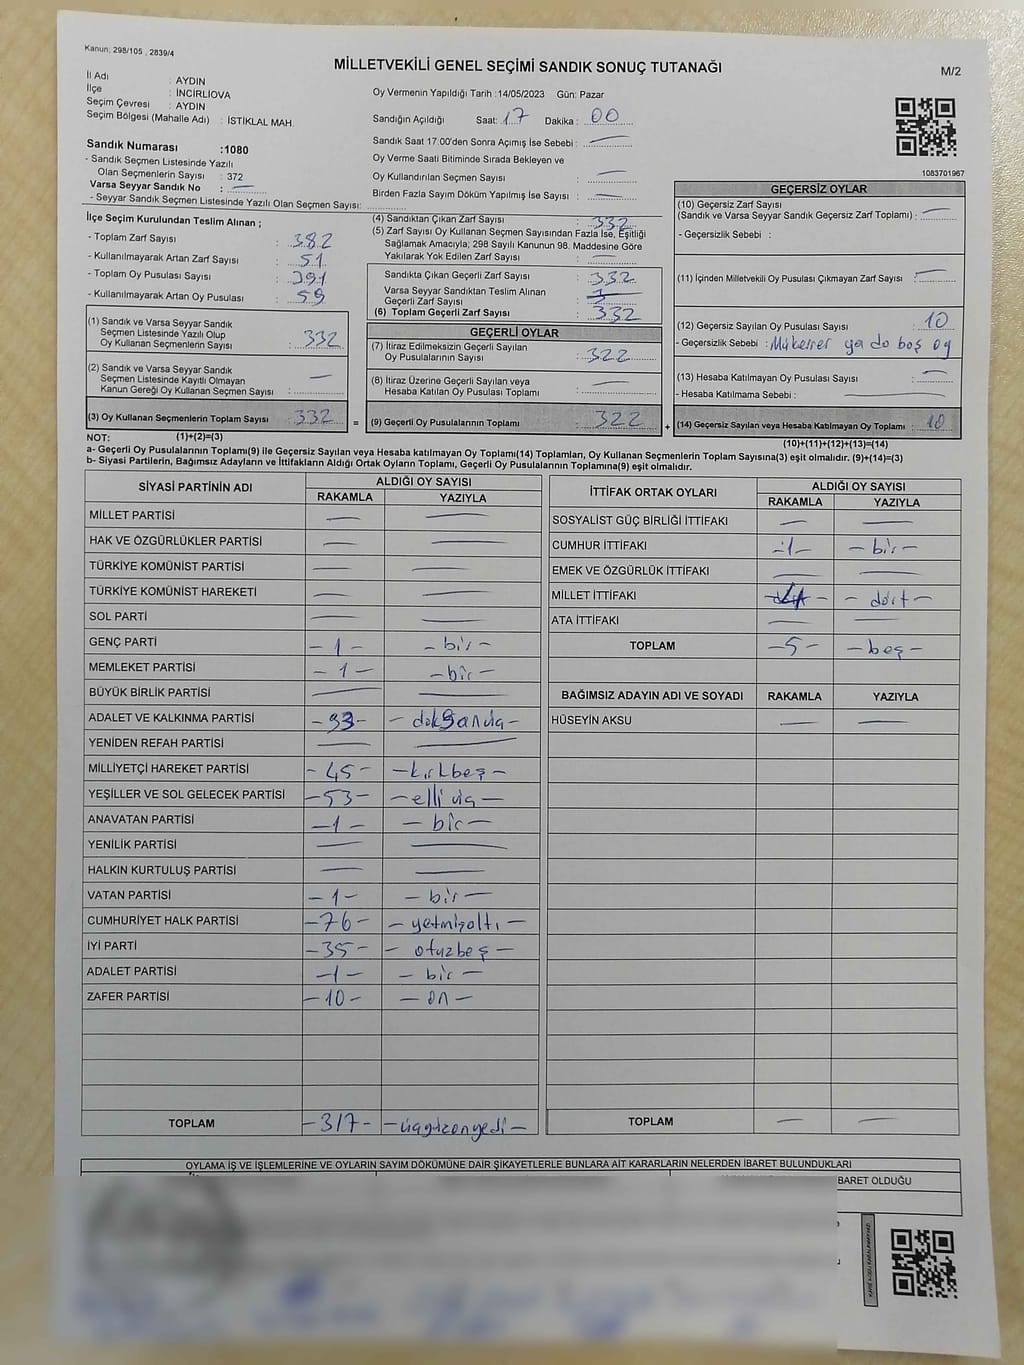 Kanun: 298/105 , 2839/4
MİLLETVEKİLİ GENEL SEÇİMİ SANDIK SONUÇ TUTANAĞI
M/2
İl Adı : AYDIN
İlçe : İNCİRLİOVA
Seçim Çevresi : AYDIN
Seçim Bölgesi (Mahalle Adı) : İSTİKLAL MAH.
Sandık Numarası :1080
- Sandık Seçmen Listesinde Yazılı
Olan Seçmenlerin Sayısı : 372
Varsa Seyyar Sandık No : —
- Seyyar Sandık Seçmen Listesinde Yazılı Olan Seçmen Sayısı:
Oy Vermenin Yapıldığı Tarih :14/05/2023 Gün: Pazar
Sandığın Açıldığı Saat: 17 Dakika : 00
Sandık Saat 17:00'den Sonra Açımış İse Sebebi : —
Oy Verme Saati Bitiminde Sırada Bekleyen ve
Oy Kullandırılan Seçmen Sayısı : —
Birden Fazla Sayım Döküm Yapılmış İse Sayısı : —
1083701967
İlçe Seçim Kurulundan Teslim Alınan ;
- Toplam Zarf Sayısı : 382
- Kullanılmayarak Artan Zarf Sayısı : 51
- Toplam Oy Pusulası Sayısı : 391
- Kullanılmayarak Artan Oy Pusulası : 59
(4) Sandıktan Çıkan Zarf Sayısı : 332
(5) Zarf Sayısı Oy Kullanan Seçmen Sayısından Fazla İse, Eşitliği
Sağlamak Amacıyla; 298 Sayılı Kanunun 98. Maddesine Göre
Yakılarak Yok Edilen Zarf Sayısı : —
Sandıkta Çıkan Geçerli Zarf Sayısı : 332
Varsa Seyyar Sandıktan Teslim Alınan
Geçerli Zarf Sayısı :
(6) Toplam Geçerli Zarf Sayısı : 332
GEÇERSİZ OYLAR
(10) Geçersiz Zarf Sayısı
(Sandık ve Varsa Seyyar Sandık Geçersiz Zarf Toplamı) : —
- Geçersizlik Sebebi :
(11) İçinden Milletvekili Oy Pusulası Çıkmayan Zarf Sayısı : —
(12) Geçersiz Sayılan Oy Pusulası Sayısı : 10
- Geçersizlik Sebebi : Mükerrer ya da boş oy
(13) Hesaba Katılmayan Oy Pusulası Sayısı : —
- Hesaba Katılmama Sebebi : —
(14) Geçersiz Sayılan veya Hesaba Katılmayan Oy Toplamı : 10
(10)+(11)+(12)+(13)=(14)
(1) Sandık ve Varsa Seyyar Sandık
Seçmen Listesinde Yazılı Olup
Oy Kullanan Seçmenlerin Sayısı : 332
(2) Sandık ve Varsa Seyyar Sandık
Seçmen Listesinde Kayıtlı Olmayan
Kanun Gereği Oy Kullanan Seçmen Sayısı : —
(3) Oy Kullanan Seçmenlerin Toplam Sayısı : 332 =
(1)+(2)=(3)
GEÇERLİ OYLAR
(7) İtiraz Edilmeksizin Geçerli Sayılan
Oy Pusulalarının Sayısı : 322
(8) İtiraz Üzerine Geçerli Sayılan veya
Hesaba Katılan Oy Pusulası Toplamı : —
(9) Geçerli Oy Pusulalarının Toplamı : 322 +
NOT:
a- Geçerli Oy Pusulaları Toplamı(9) ile Geçersiz Sayılan veya Hesaba katılmayan Oy Toplamı(14) Toplamları, Oy Kullanan Seçmenlerin Toplam Sayısına(3) eşit olmalıdır. (9)+(14)=(3)
b- Siyasi Partilerin, Bağımsız Adayların ve İttifakların Aldığı Ortak Oyların Toplamı, Geçerli Oy Pusulalarının Toplamına(9) eşit olmalıdır.
SİYASİ PARTİNİN ADI ALDIĞI OY SAYISI
RAKAMLA YAZIYLA
MİLLET PARTİSİ — —
HAK VE ÖZGÜRLÜKLER PARTİSİ — —
TÜRKİYE KOMÜNİST PARTİSİ — —
TÜRKİYE KOMÜNİST HAREKETİ — —
SOL PARTİ — —
GENÇ PARTİ -1- -bir-
MEMLEKET PARTİSİ -1- -bir-
BÜYÜK BİRLİK PARTİSİ — —
ADALET VE KALKINMA PARTİSİ -93- -doksanüç-
YENİDEN REFAH PARTİSİ — —
MİLLİYETÇİ HAREKET PARTİSİ -45- -kırkbeş-
YEŞİLLER VE SOL GELECEK PARTİSİ -53- -elliüç-
ANAVATAN PARTİSİ -1- -bir-
YENİLİK PARTİSİ — —
HALKIN KURTULUŞ PARTİSİ — —
VATAN PARTİSİ -1- -bir-
CUMHURİYET HALK PARTİSİ -76- -yetmişaltı-
İYİ PARTİ -35- -otuzbeş-
ADALET PARTİSİ -1- -bir-
ZAFER PARTİSİ -10- -on-
TOPLAM -317- -üçyüzonyedi-
İTTİFAK ORTAK OYLARI ALDIĞI OY SAYISI
RAKAMLA YAZIYLA
SOSYALİST GÜÇ BİRLİĞİ İTTİFAKI — —
CUMHUR İTTİFAKI -1- -bir-
EMEK VE ÖZGÜRLÜK İTTİFAKI — —
MİLLET İTTİFAKI 4- -dört-
ATA İTTİFAKI — —
TOPLAM -5- -beş-
BAĞIMSIZ ADAYIN ADI VE SOYADI RAKAMLA YAZIYLA
HÜSEYİN AKSU — —
TOPLAM — —
OYLAMA İŞ VE İŞLEMLERİNE VE OYLARIN SAYIM DÖKÜMÜNE DAİR ŞİKAYETLERLE BUNLARA AİT KARARLARIN NELERDEN İBARET BULUNDUKLARI
BARET OLDUĞU